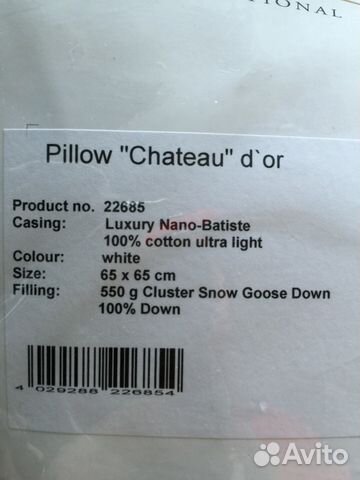 TIONAL
Pillow "Chateau" d`or
Product no. 22685
Casing: Luxury Nano-Batiste
100% cotton ultra light
Colour: white
Size: 65 x 65 cm
Filling: 550 g Cluster Snow Goose Down
100% Down
4 029288 226854
Avito